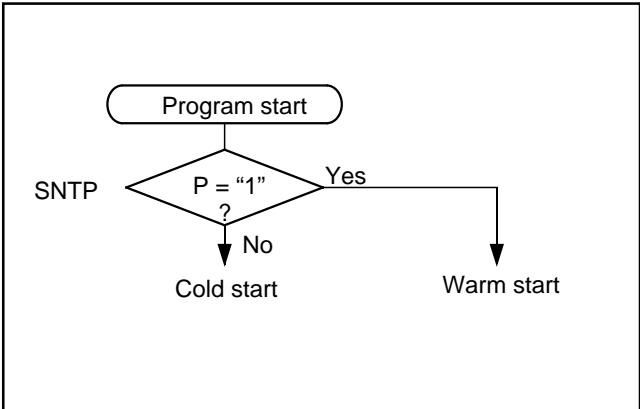 Program start
SNTP
P = “1”
?
Yes
No
Cold start
Warm start